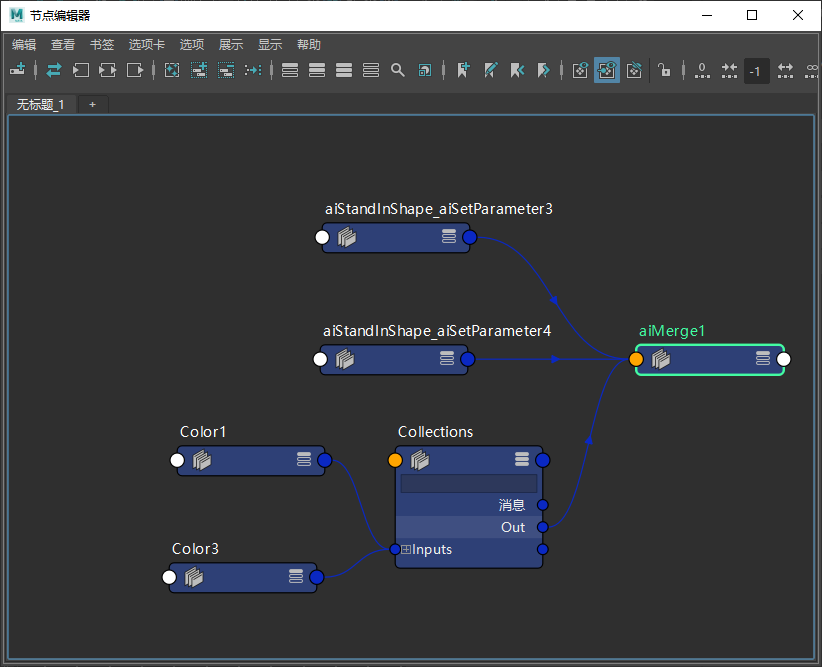 节点编辑器
编辑 查看 书签 选项卡 选项 展示 显示 帮助
0 -1 ∞
无标题_1 +
aiStandInShape_aiSetParameter3
aiStandInShape_aiSetParameter4
aiMerge1
Color1
Collections
消息
Out
Inputs
Color3